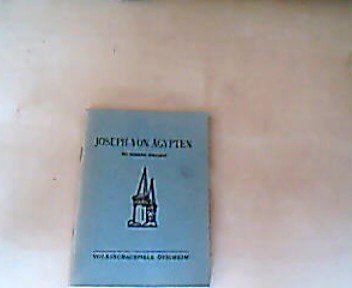 JOSEPH VON ÄGYPTEN
VOLKSSCHAUSPIELE ÖTIGHEIM